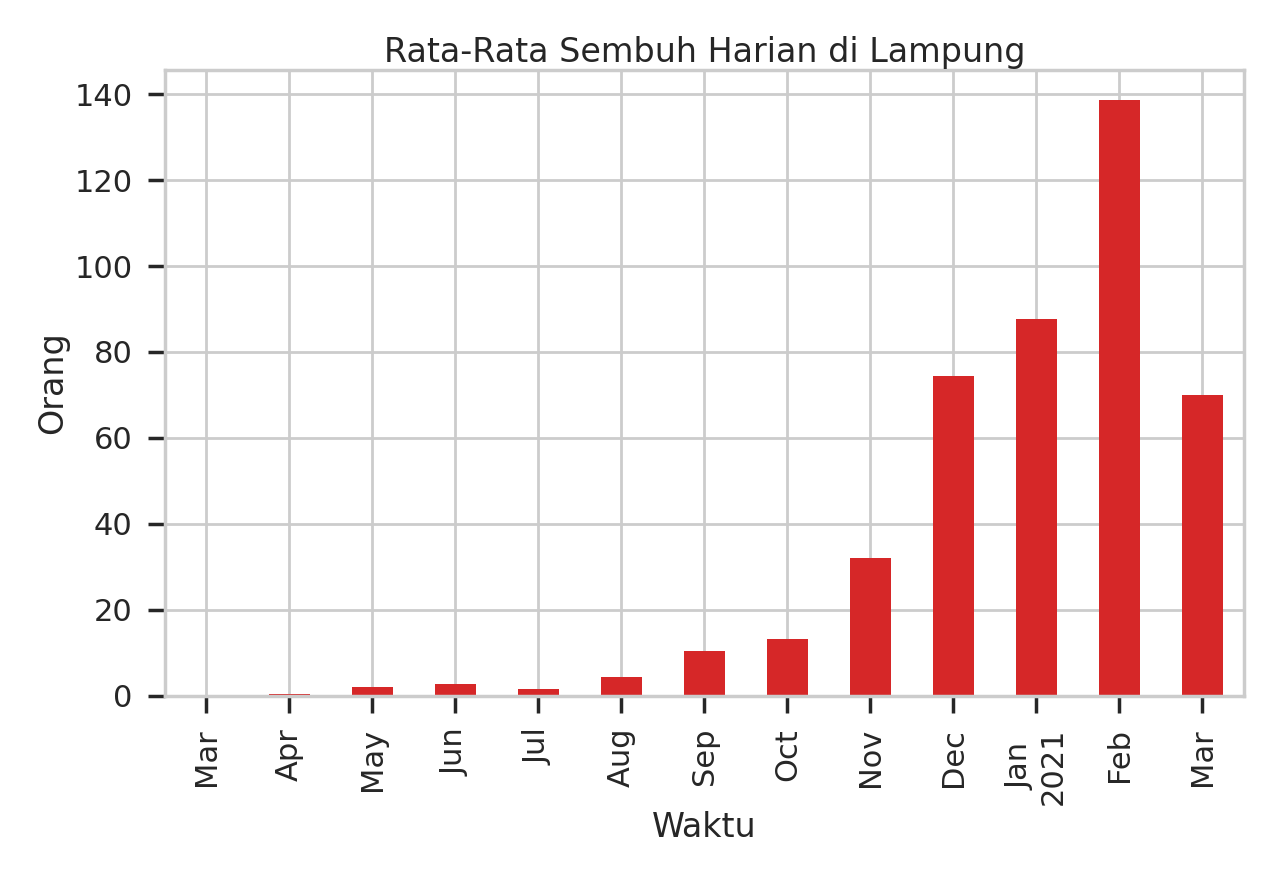 Rata-Rata Sembuh Harian di Lampung
140
120
100
80
60
40
20
0
Orang
Mar
Apr
May
Jun
Jul
Aug
Sep
Oct
Nov
Dec
Jan
2021
Feb
Mar
Waktu